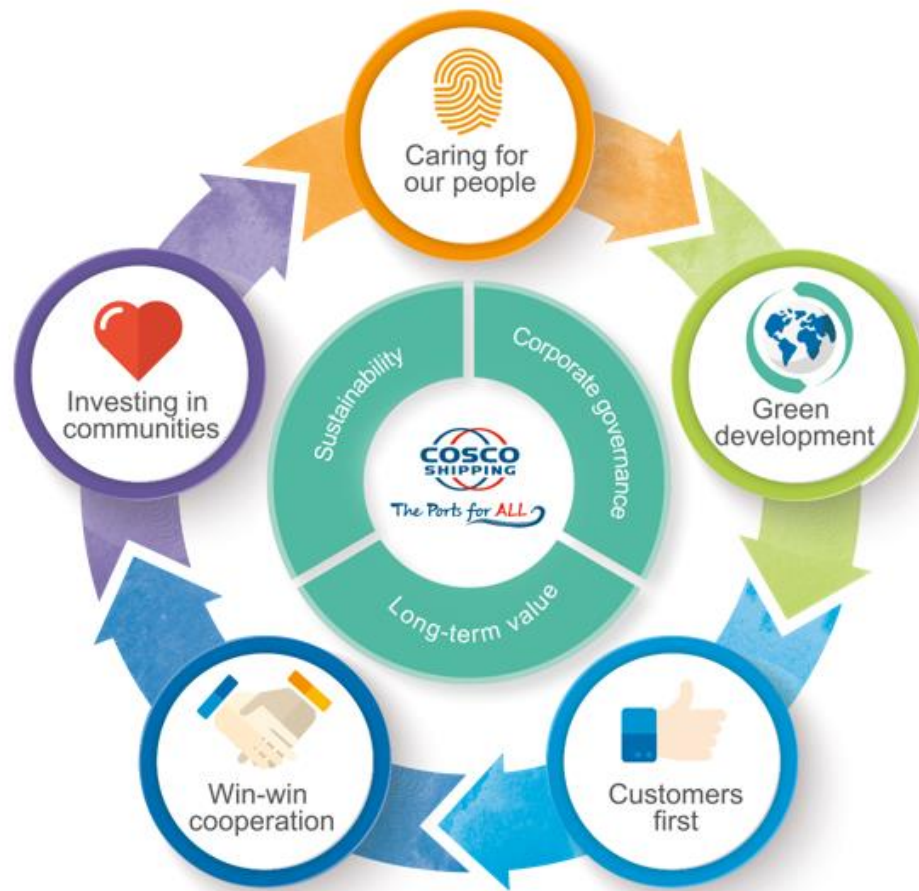 Caring for
our people
Green
development
Customers
first
Win-win
cooperation
Investing in
communities
Sustainability
Corporate governance
Long-term value
COSCO
SHIPPING
The Ports for ALL